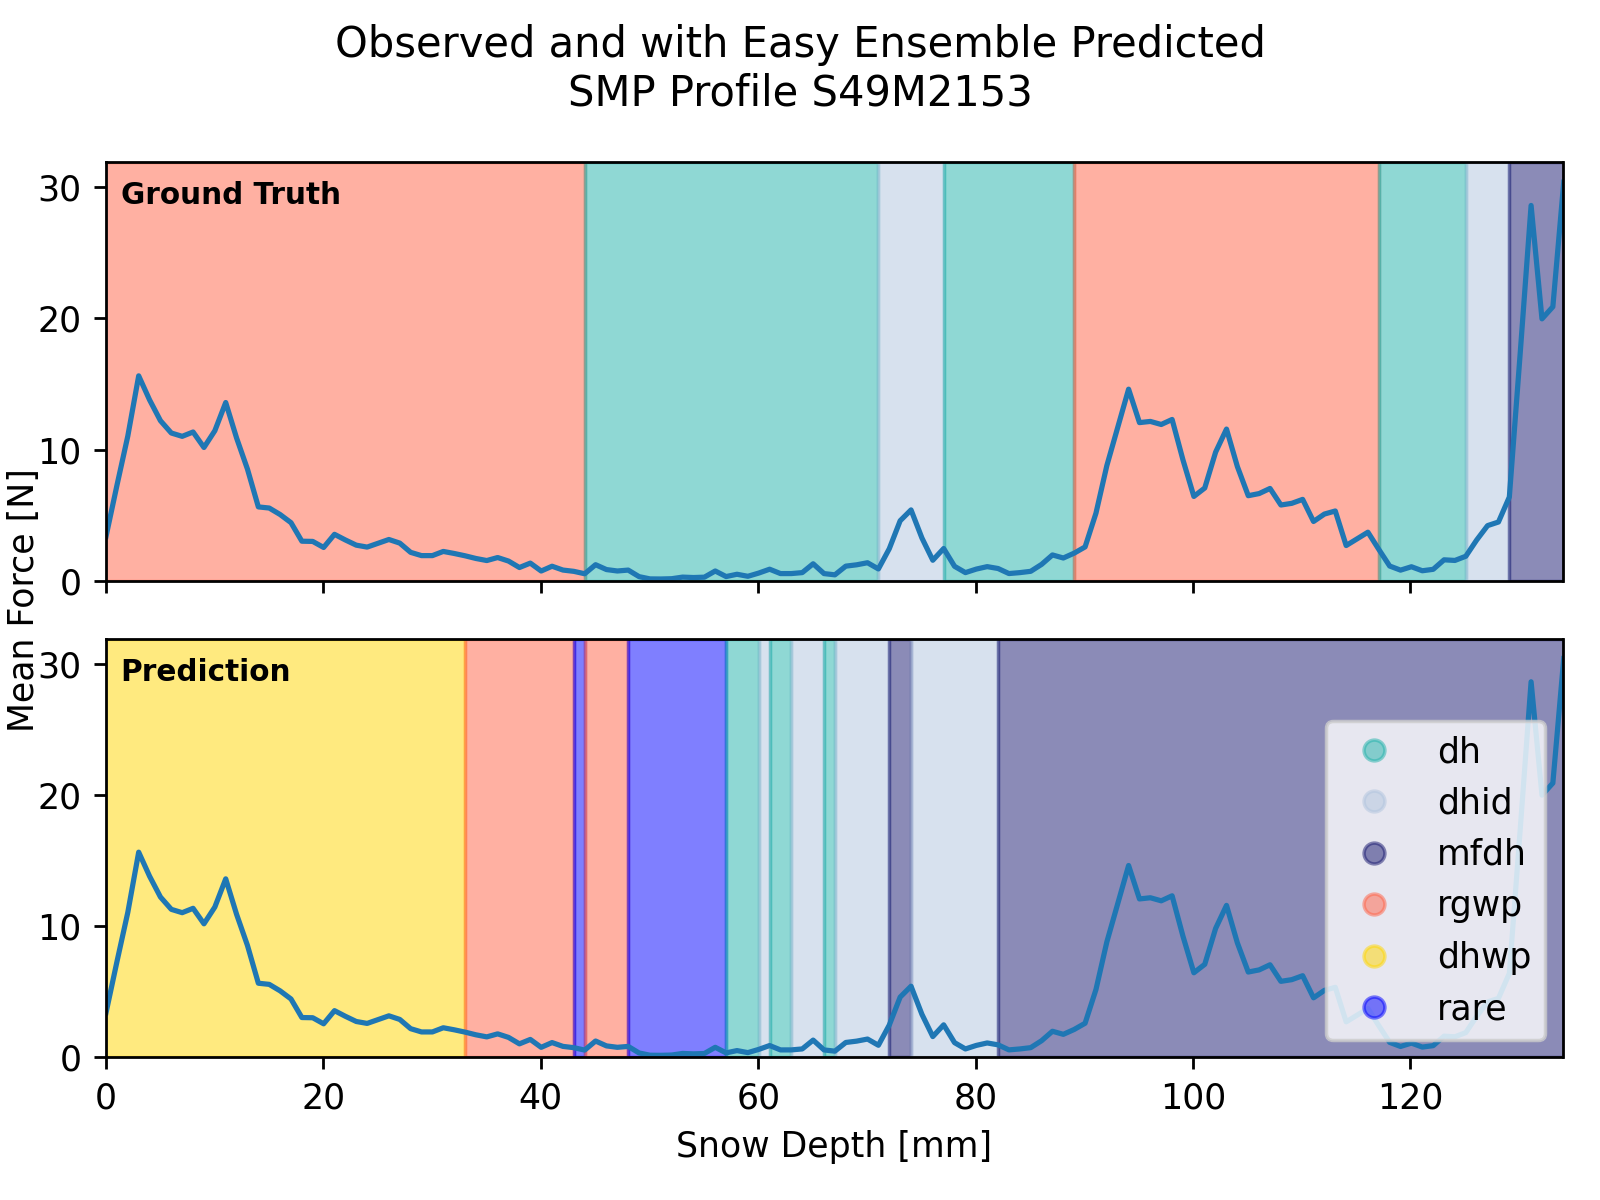 Observed and with Easy Ensemble Predicted
SMP Profile S49M2153
Mean Force [N]
30
20
10
0
Ground Truth
30
20
10
0
Prediction
dh
dhid
mfdh
rgwp
dhwp
rare
0 20 40 60 80 100 120
Snow Depth [mm]